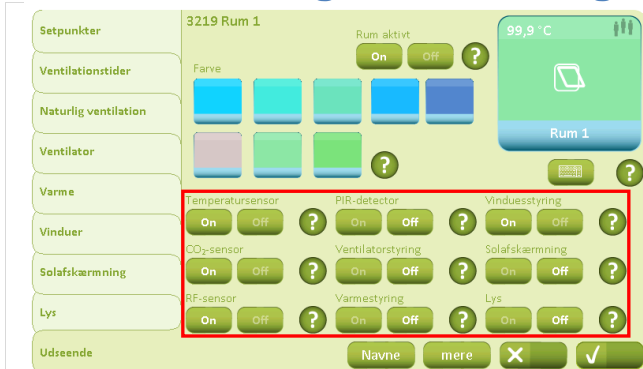 Setpunkter
Ventilationstider
Naturlig ventilation
Ventilator
Varme
Vinduer
Solafskærmning
Lys
Udseende
3219 Rum 1
Rum aktivt
On Off ?
Farve
?
99,9 °C
Rum 1
?
Temperatursensor PIR-detector Vinduesstyring
On Off ? On Off ? On Off ?
CO₂-sensor Ventilatorstyring Solafskærmning
On Off ? On Off ? On Off ?
RF-sensor Varmestyring Lys
On Off ? On Off ? On Off ?
Navne mere